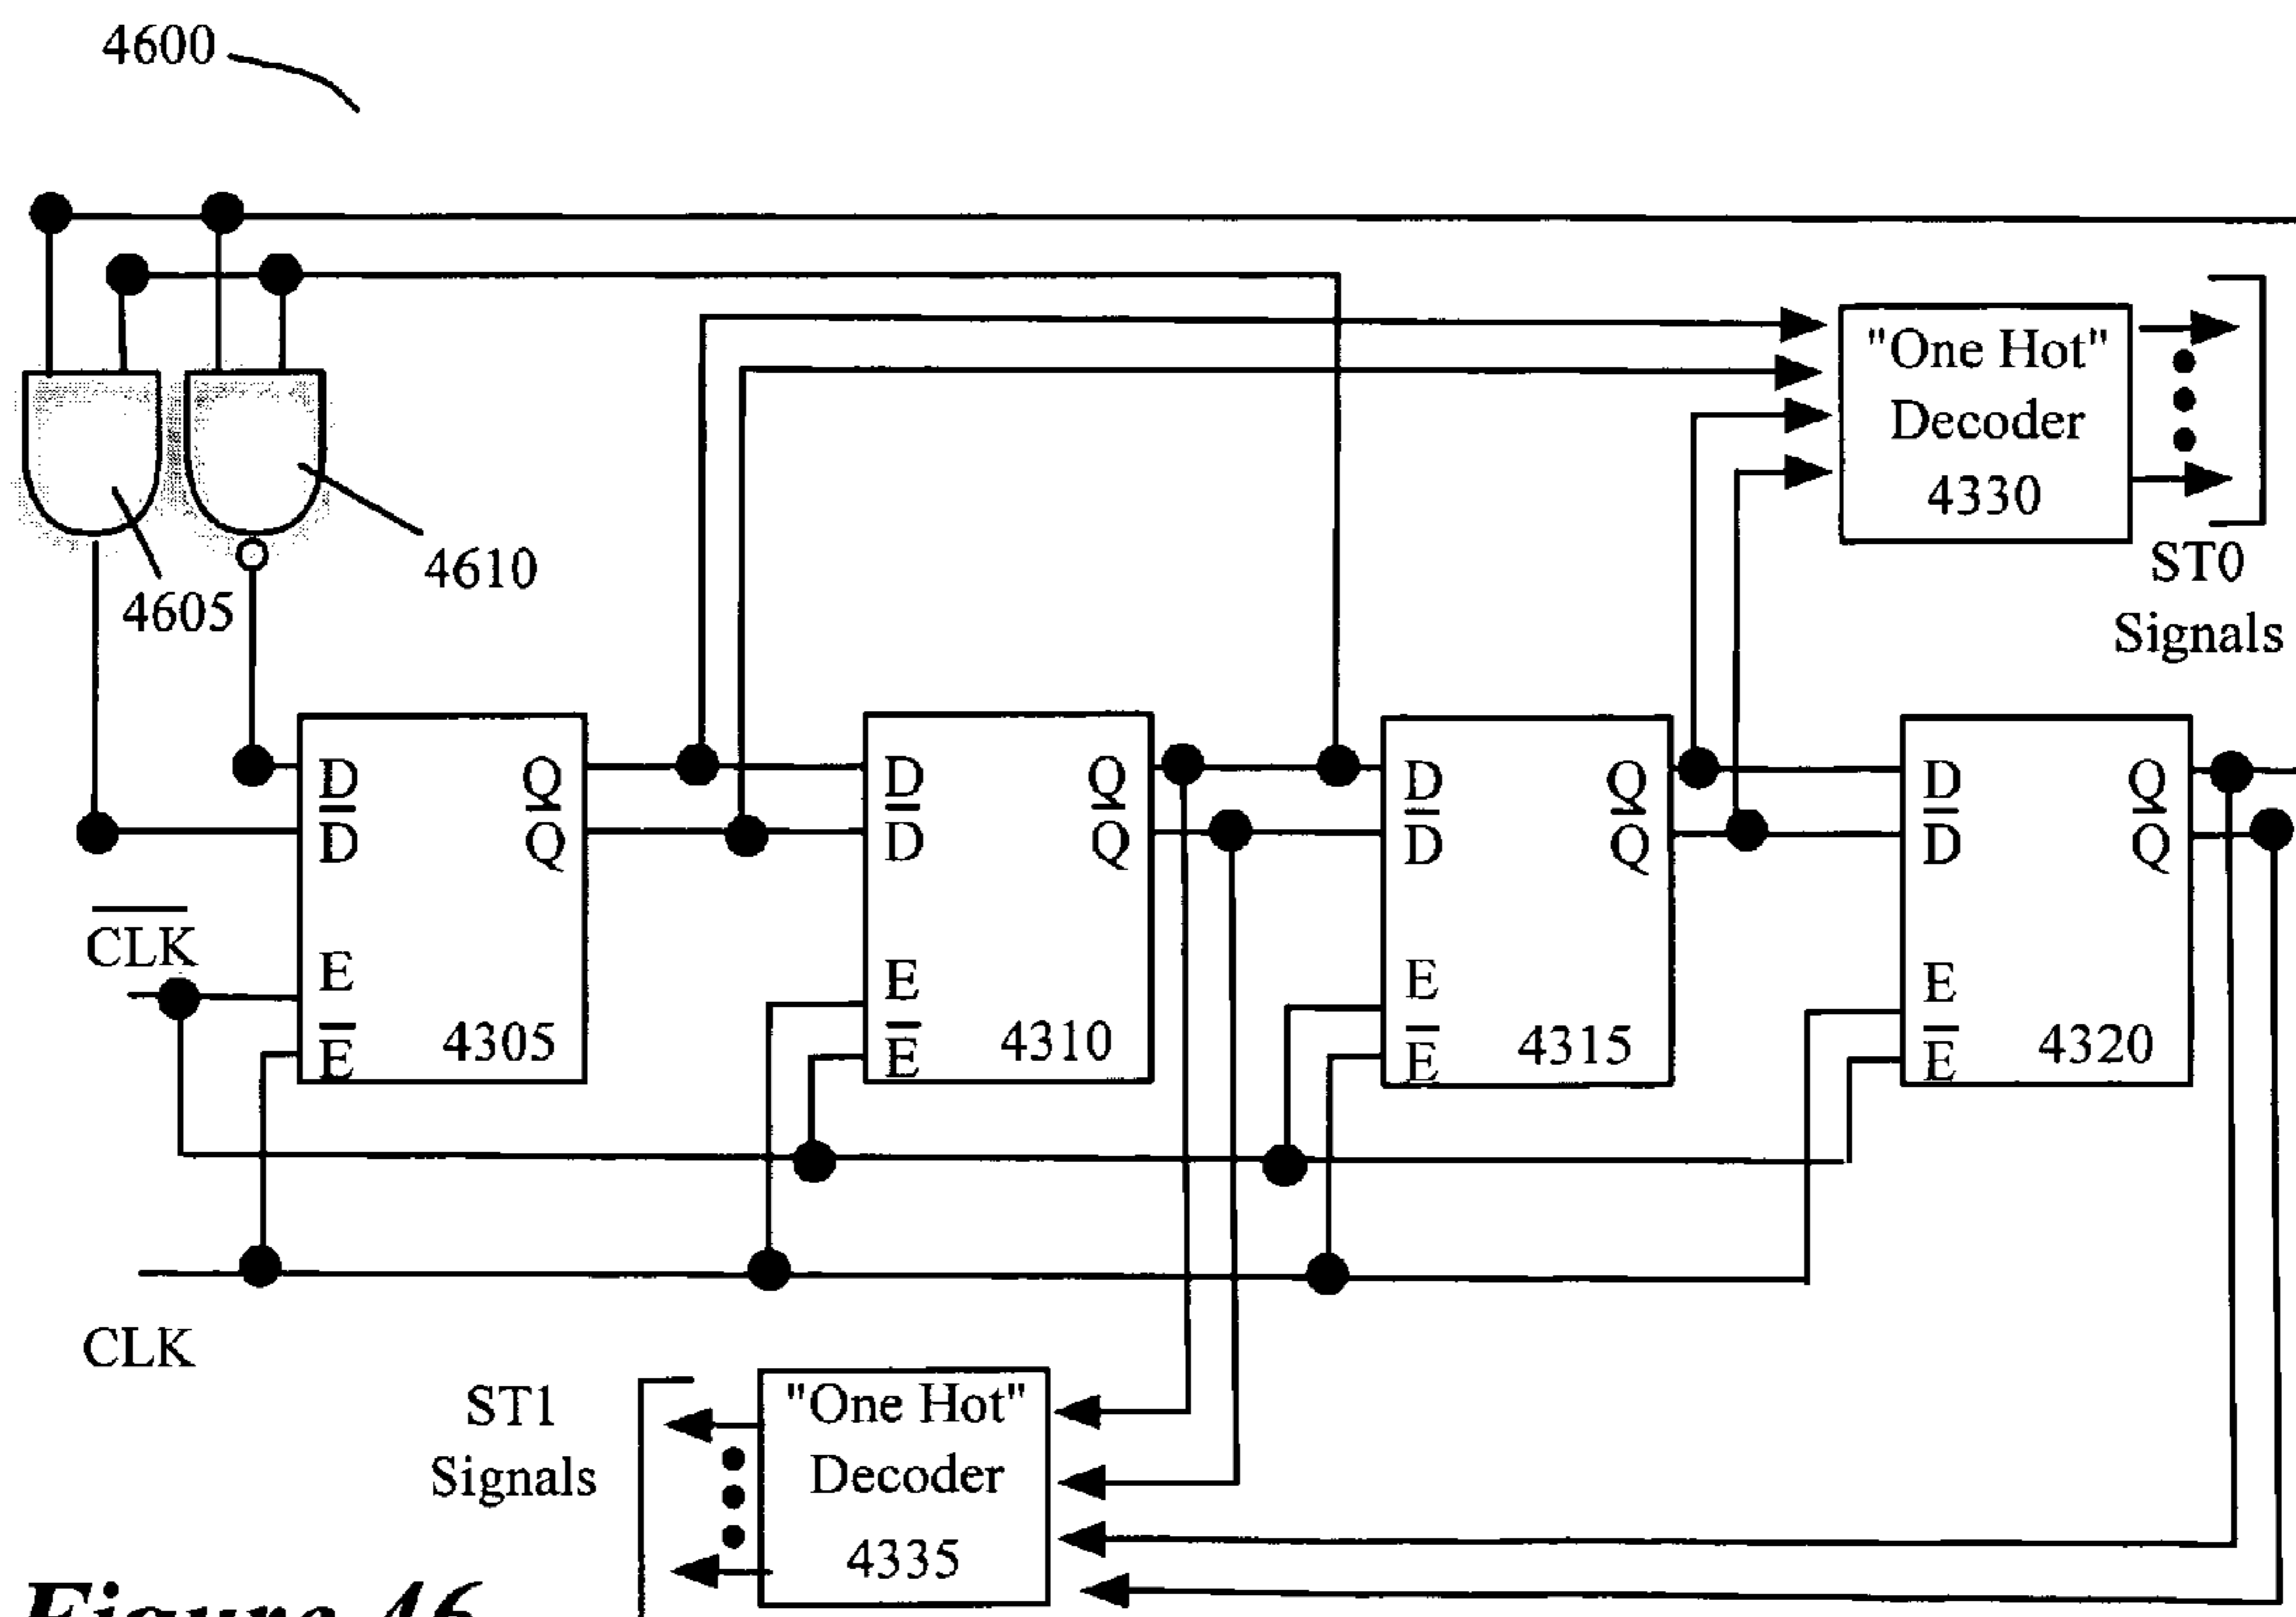 4600
"One Hot"
Decoder
4330
ST0
Signals
4610
4605
D
D̅
E
E̅
Q
Q̅
4305
D
D̅
E
E̅
Q
Q̅
4310
D
D̅
E
E̅
Q
Q̅
4315
D
D̅
E
E̅
Q
Q̅
4320
C̅L̅K̅
CLK
ST1
Signals
"One Hot"
Decoder
4335
Figure 46